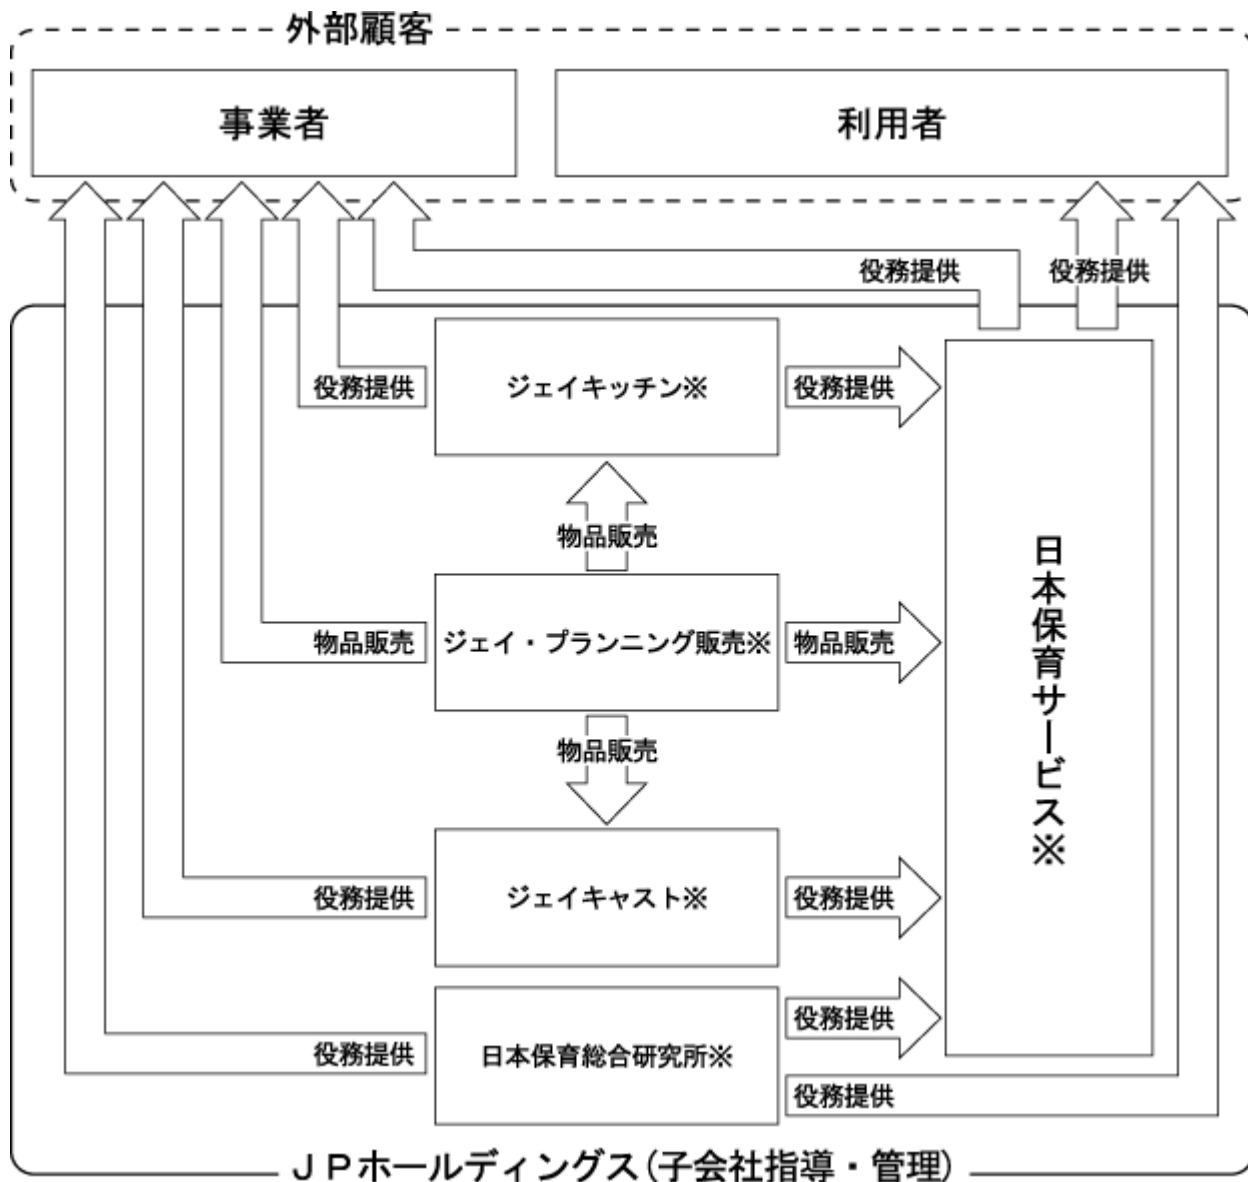 外部顧客
事業者
利用者
役務提供
役務提供
役務提供
ジェイキッチン※
役務提供
物品販売
物品販売
ジェイ・プランニング販売※
物品販売
日本保育サービス※
物品販売
役務提供
ジェイキャスト※
役務提供
役務提供
役務提供
日本保育総合研究所※
役務提供
ＪＰホールディングス(子会社指導・管理)